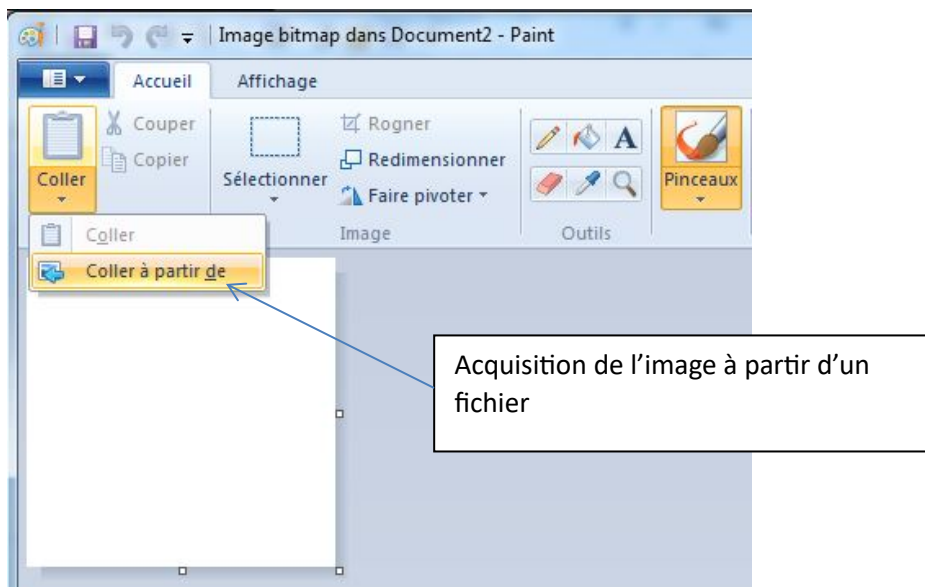 Image bitmap dans Document2 - Paint
Accueil Affichage
Couper
Copier
Coller
Sélectionner
Rogner
Redimensionner
Faire pivoter
Image
A
Outils
Pinceaux
Coller
Coller à partir de
Acquisition de l’image à partir d’un
fichier